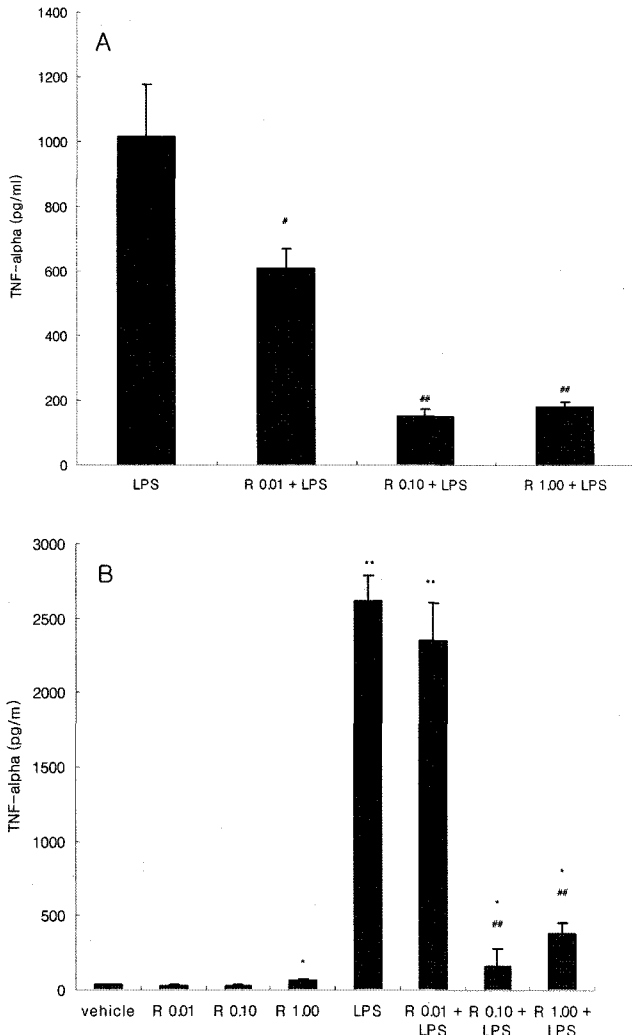 A
1400
1200
1000
800
600
400
200
0
TNF-alpha (pg/ml)
#
##
##
LPS
R 0.01 + LPS
R 0.10 + LPS
R 1.00 + LPS
B
3000
2500
2000
1500
1000
500
0
TNF-alpha (pg/m)
*
**
**
*
##
*
##
vehicle
R 0.01
R 0.10
R 1.00
LPS
R 0.01 + LPS
R 0.10 + LPS
R 1.00 + LPS